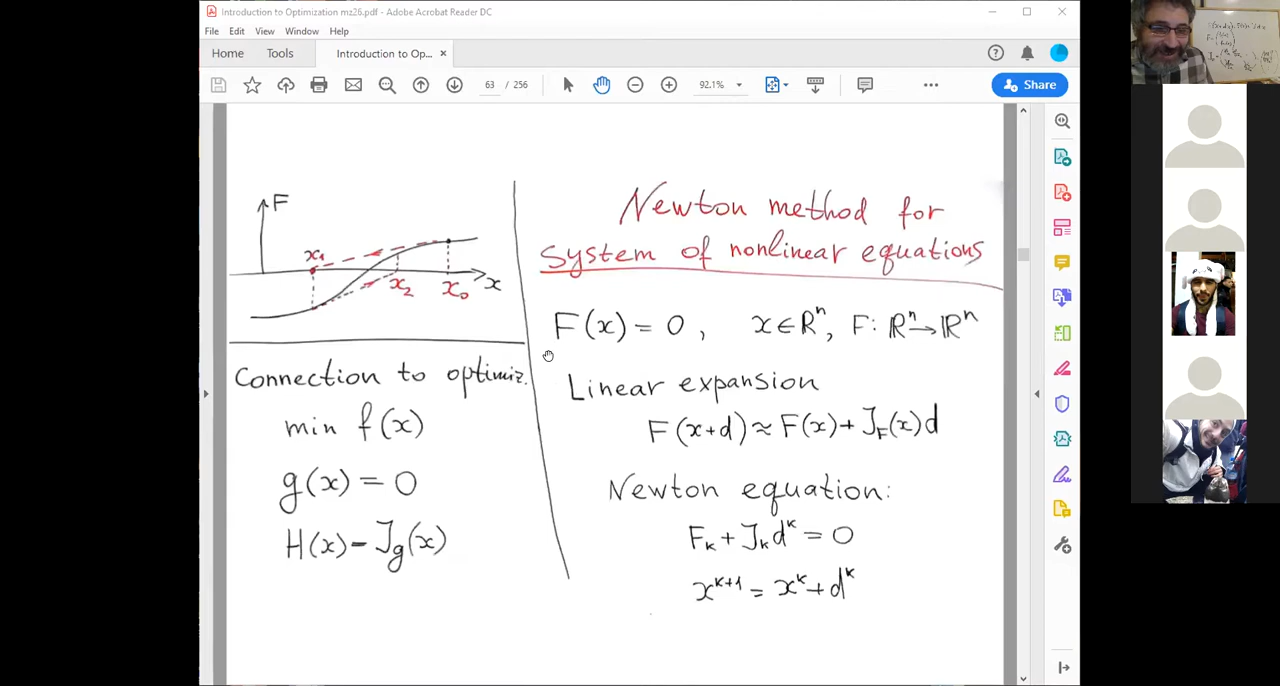 Introduction to Optimization mz26.pdf - Adobe Acrobat Reader DC
File Edit View Window Help
Home Tools Introduction to Op... ×
63 / 256 92.1% Share
F
x₁
x₂ x₀ x
Connection to optimiz.
min f(x)
g(x) = 0
H(x) - J_g(x)
Newton method for
system of nonlinear equations
F(x) = 0, x ∈ Rⁿ, F: Rⁿ → Rⁿ
Linear expansion
F(x+d) ≈ F(x) + J_F(x)d
Newton equation:
F_k + J_k d^k = 0
x^{k+1} = x^k + d^k